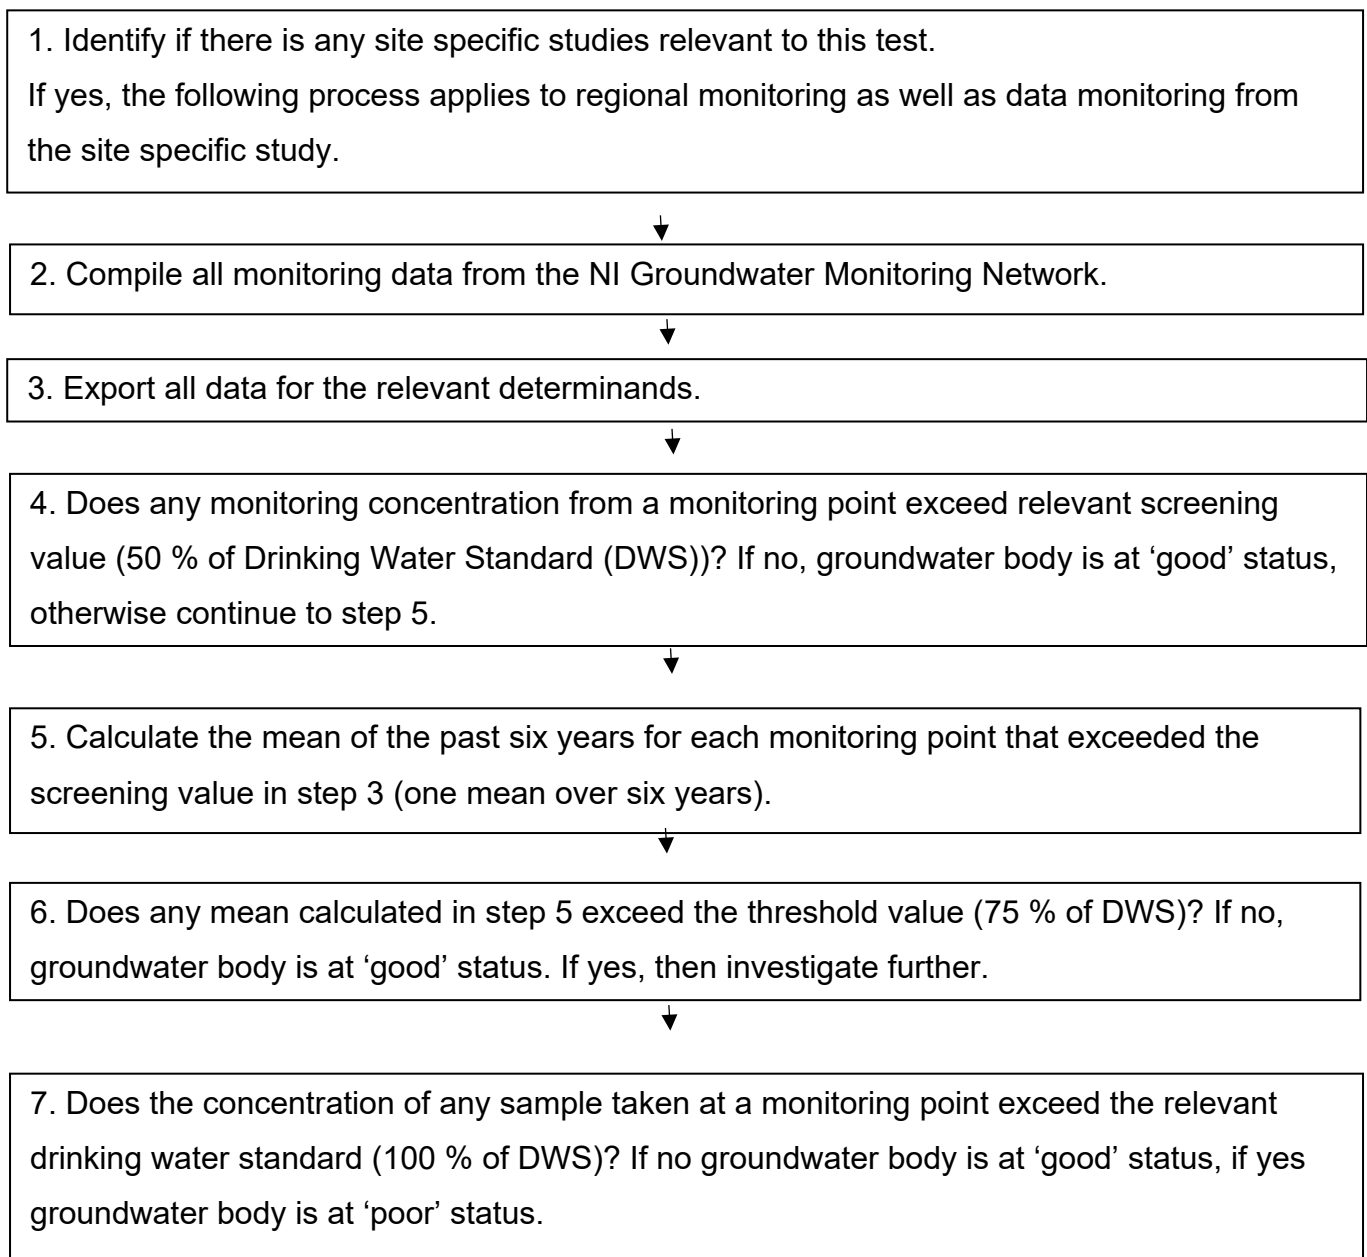 1. Identify if there is any site specific studies relevant to this test.
If yes, the following process applies to regional monitoring as well as data monitoring from
the site specific study.
2. Compile all monitoring data from the NI Groundwater Monitoring Network.
3. Export all data for the relevant determinands.
4. Does any monitoring concentration from a monitoring point exceed relevant screening
value (50 % of Drinking Water Standard (DWS))? If no, groundwater body is at ‘good’ status,
otherwise continue to step 5.
5. Calculate the mean of the past six years for each monitoring point that exceeded the
screening value in step 3 (one mean over six years).
6. Does any mean calculated in step 5 exceed the threshold value (75 % of DWS)? If no,
groundwater body is at ‘good’ status. If yes, then investigate further.
7. Does the concentration of any sample taken at a monitoring point exceed the relevant
drinking water standard (100 % of DWS)? If no groundwater body is at ‘good’ status, if yes
groundwater body is at ‘poor’ status.